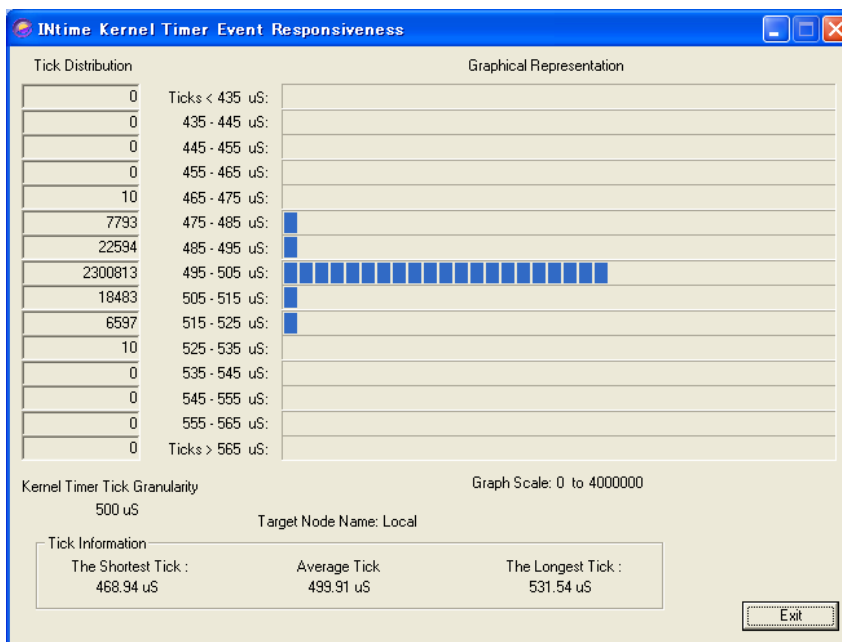 INtime Kernel Timer Event Responsiveness
Tick Distribution Graphical Representation
0 Ticks < 435 uS:
0 435 - 445 uS:
0 445 - 455 uS:
0 455 - 465 uS:
10 465 - 475 uS:
7793 475 - 485 uS:
22594 485 - 495 uS:
2300813 495 - 505 uS:
18483 505 - 515 uS:
6597 515 - 525 uS:
10 525 - 535 uS:
0 535 - 545 uS:
0 545 - 555 uS:
0 555 - 565 uS:
0 Ticks > 565 uS:
Kernel Timer Tick Granularity Graph Scale: 0 to 4000000
500 uS
Target Node Name: Local
Tick Information
The Shortest Tick : Average Tick The Longest Tick :
468.94 uS 499.91 uS 531.54 uS
Exit